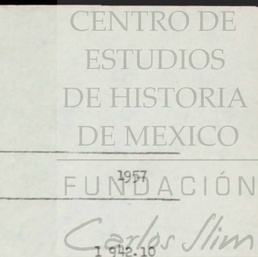 CENTRO DE
ESTUDIOS
DE HISTORIA
DE MEXICO
1957
FUNDACIÓN
Carlos Slim
1 942.10